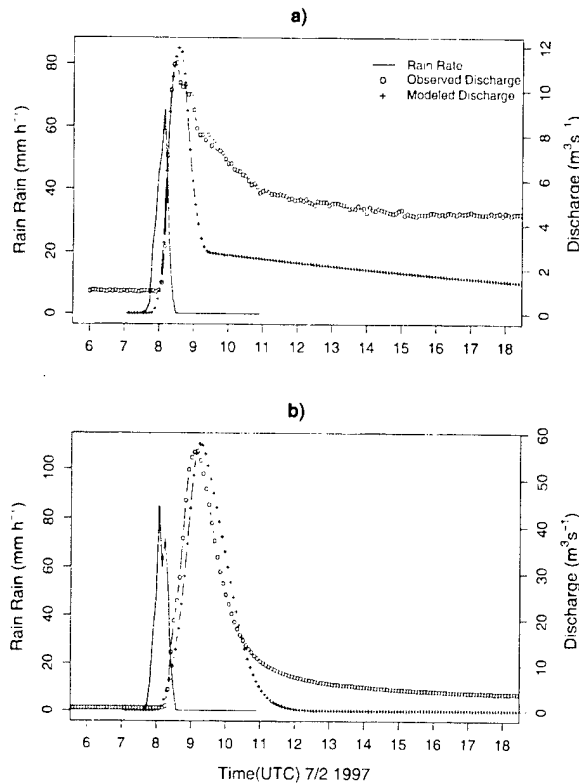 a)
Rain Rate
Observed Discharge
Modeled Discharge
Rain Rain (mm h⁻¹)
80
60
40
20
0
Discharge (m³s⁻¹)
12
10
8
6
4
2
0
6 7 8 9 10 11 12 13 14 15 16 17 18
b)
Rain Rain (mm h⁻¹)
100
80
60
40
20
0
Discharge (m³s⁻¹)
60
50
40
30
20
10
0
6 7 8 9 10 11 12 13 14 15 16 17 18
Time(UTC) 7/2 1997